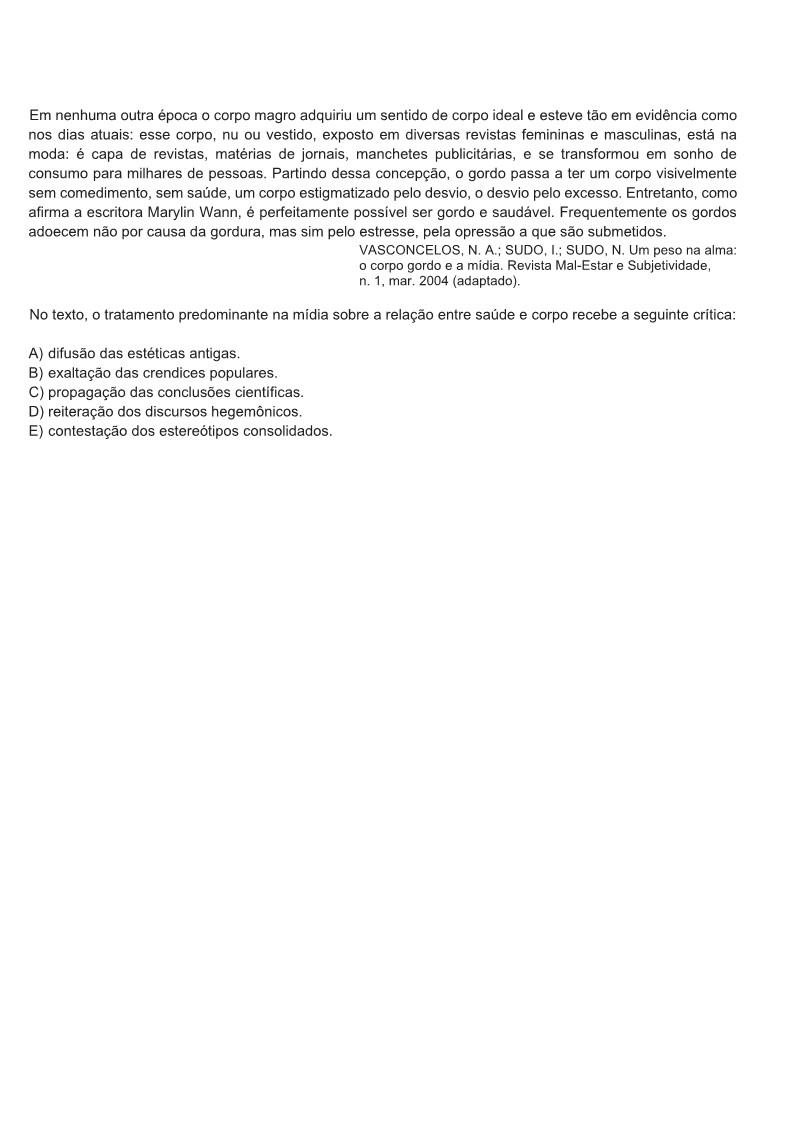 Em nenhuma outra época o corpo magro adquiriu um sentido de corpo ideal e esteve tão em evidência como
nos dias atuais: esse corpo, nu ou vestido, exposto em diversas revistas femininas e masculinas, está na
moda: é capa de revistas, matérias de jornais, manchetes publicitárias, e se transformou em sonho de
consumo para milhares de pessoas. Partindo dessa concepção, o gordo passa a ter um corpo visivelmente
sem comedimento, sem saúde, um corpo estigmatizado pelo desvio, o desvio pelo excesso. Entretanto, como
afirma a escritora Marylin Wann, é perfeitamente possível ser gordo e saudável. Frequentemente os gordos
adoecem não por causa da gordura, mas sim pelo estresse, pela opressão a que são submetidos.
VASCONCELOS, N. A.; SUDO, I.; SUDO, N. Um peso na alma:
o corpo gordo e a mídia. Revista Mal-Estar e Subjetividade,
n. 1, mar. 2004 (adaptado).
No texto, o tratamento predominante na mídia sobre a relação entre saúde e corpo recebe a seguinte crítica:
A) difusão das estéticas antigas.
B) exaltação das crendices populares.
C) propagação das conclusões científicas.
D) reiteração dos discursos hegemônicos.
E) contestação dos estereótipos consolidados.